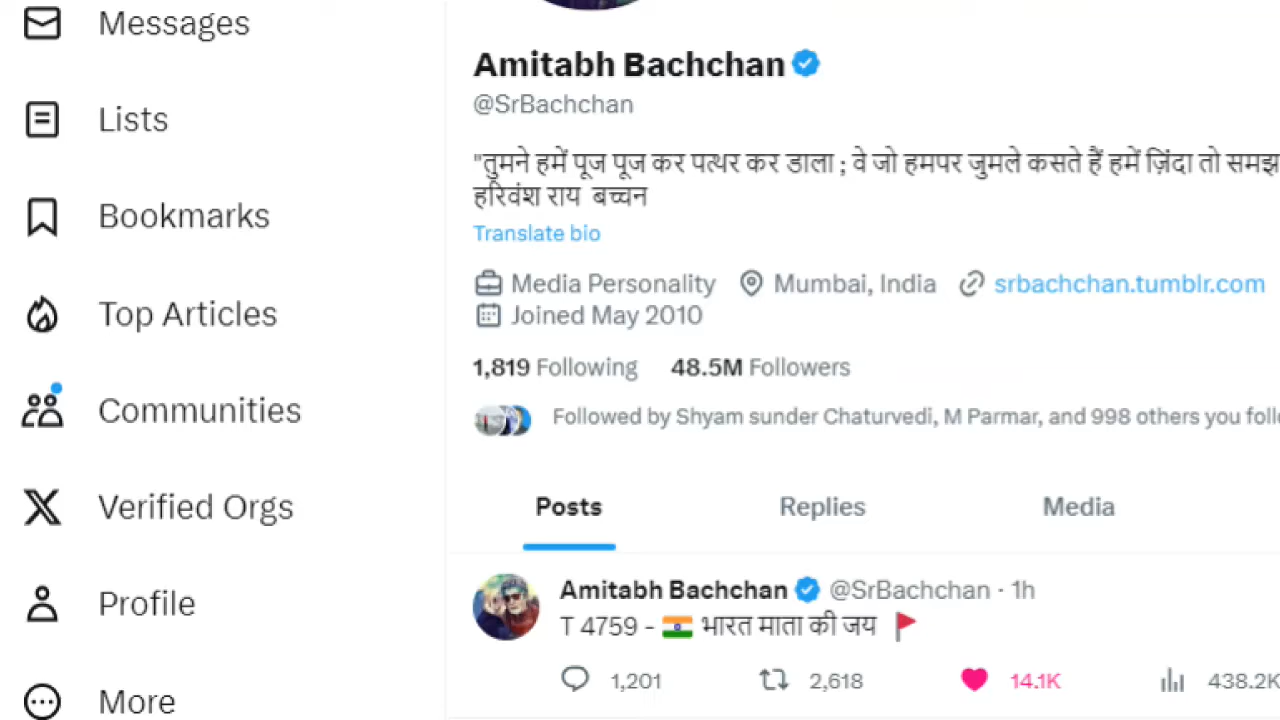 Messages
Lists
Bookmarks
Top Articles
Communities
Verified Orgs
Profile
More
Amitabh Bachchan
@SrBachchan
"तुमने हमें पूज पूज कर पत्थर कर डाला ; वे जो हमपर जुमले कसते हैं हमें ज़िंदा तो समझ
हरिवंश राय बच्चन
Translate bio
Media Personality Mumbai, India srbachchan.tumblr.com
Joined May 2010
1,819 Following 48.5M Followers
Followed by Shyam sunder Chaturvedi, M Parmar, and 998 others you follo
Posts Replies Media
Amitabh Bachchan @SrBachchan · 1h
T 4759 - 🇮🇳 भारत माता की जय 🚩
1,201 2,618 14.1K 438.2K